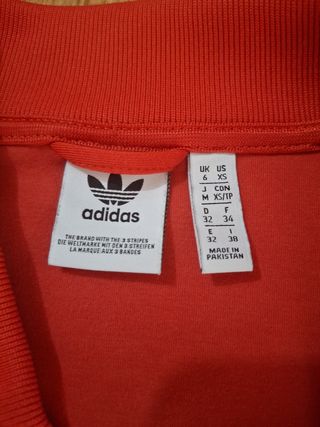 adidas
THE BRAND WITH THE 3 STRIPES
DIE WELTMARKE MIT DEN 3 STREIFEN
LA MARQUE AUX 3 BANDES
UK US
6 XS
J CON
M XS/TP
D F
32 34
E I
32 38
MADE IN
PAKISTAN